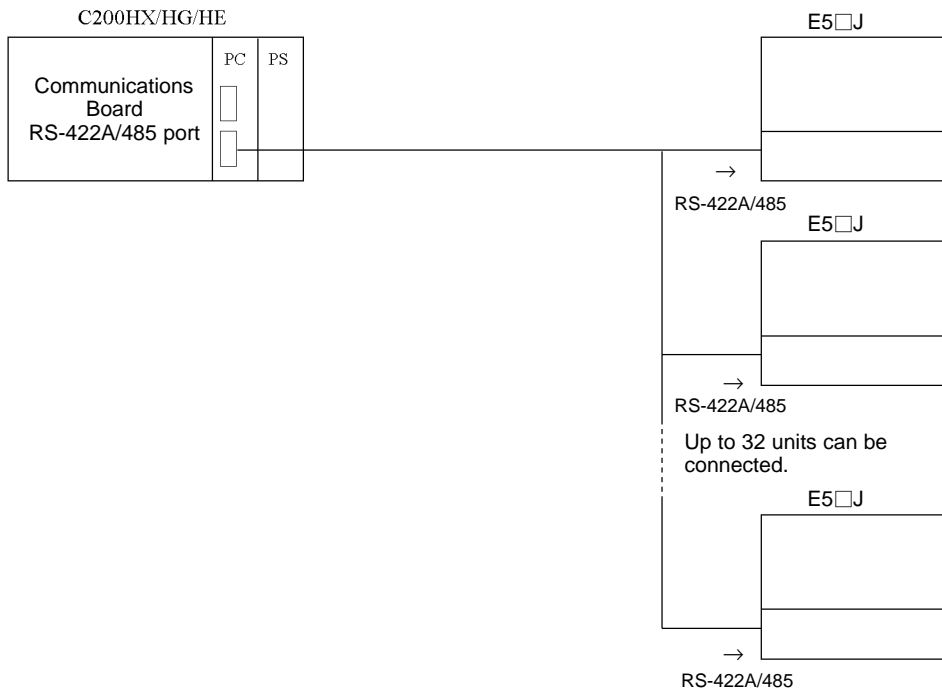 C200HX/HG/HE
PC PS
Communications
Board
RS-422A/485 port
E5□J
→
RS-422A/485
E5□J
→
RS-422A/485
Up to 32 units can be
connected.
E5□J
→
RS-422A/485